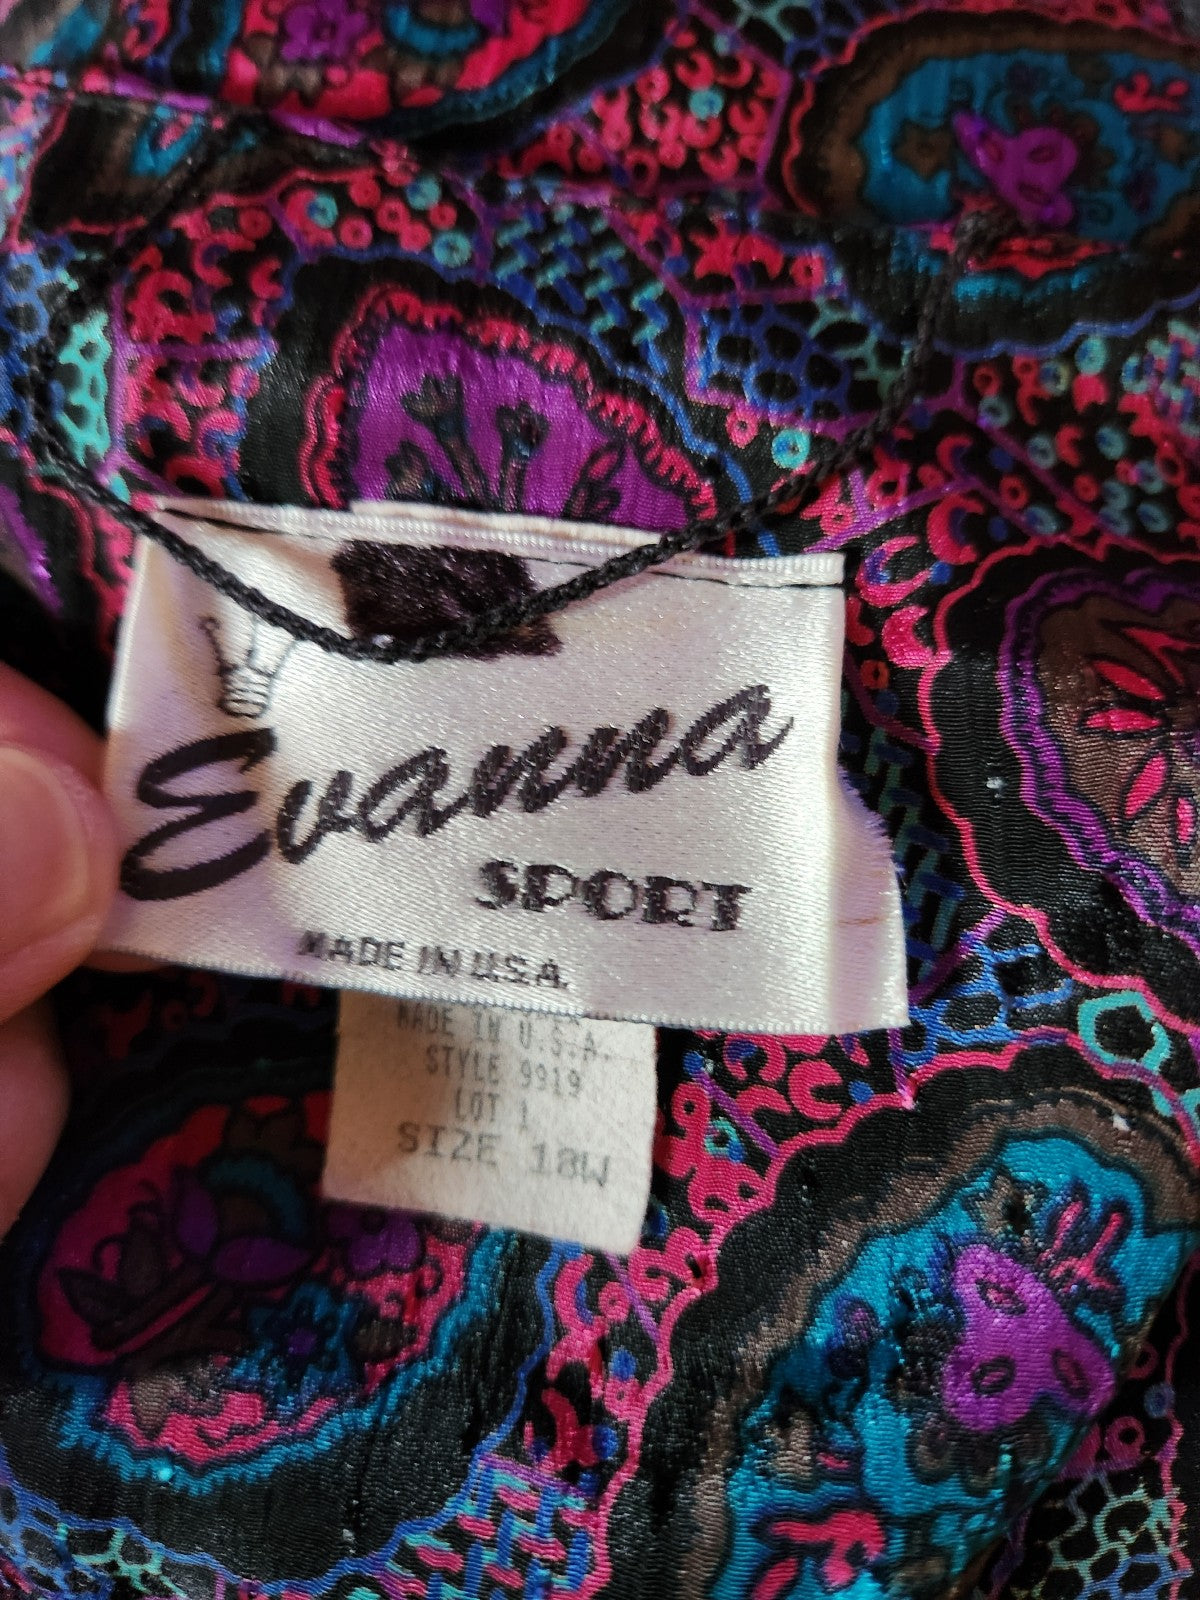 Evanna
SPORT
MADE IN U.S.A.
MADE IN U.S.A.
STYLE 9919
LOT 1
SIZE 18W